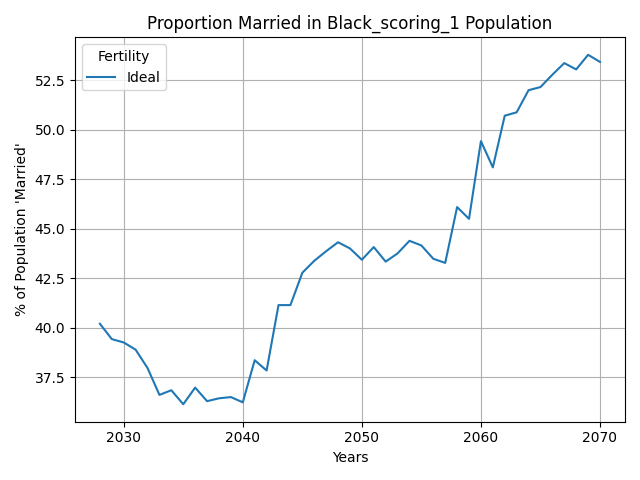 Proportion Married in Black_scoring_1 Population
Fertility
Ideal
% of Population 'Married'
52.5
50.0
47.5
45.0
42.5
40.0
37.5
2030
2040
2050
2060
2070
Years